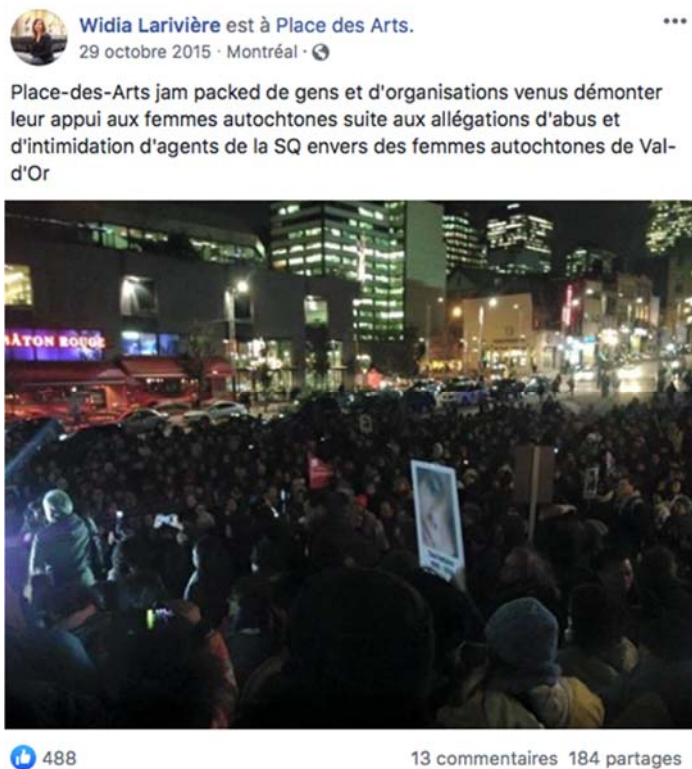 Widia Larivière est à Place des Arts.
29 octobre 2015 · Montréal ·
Place-des-Arts jam packed de gens et d'organisations venus démonter
leur appui aux femmes autochtones suite aux allégations d'abus et
d'intimidation d'agents de la SQ envers des femmes autochtones de Val-
d'Or
BÂTON ROUGE
488
13 commentaires 184 partages